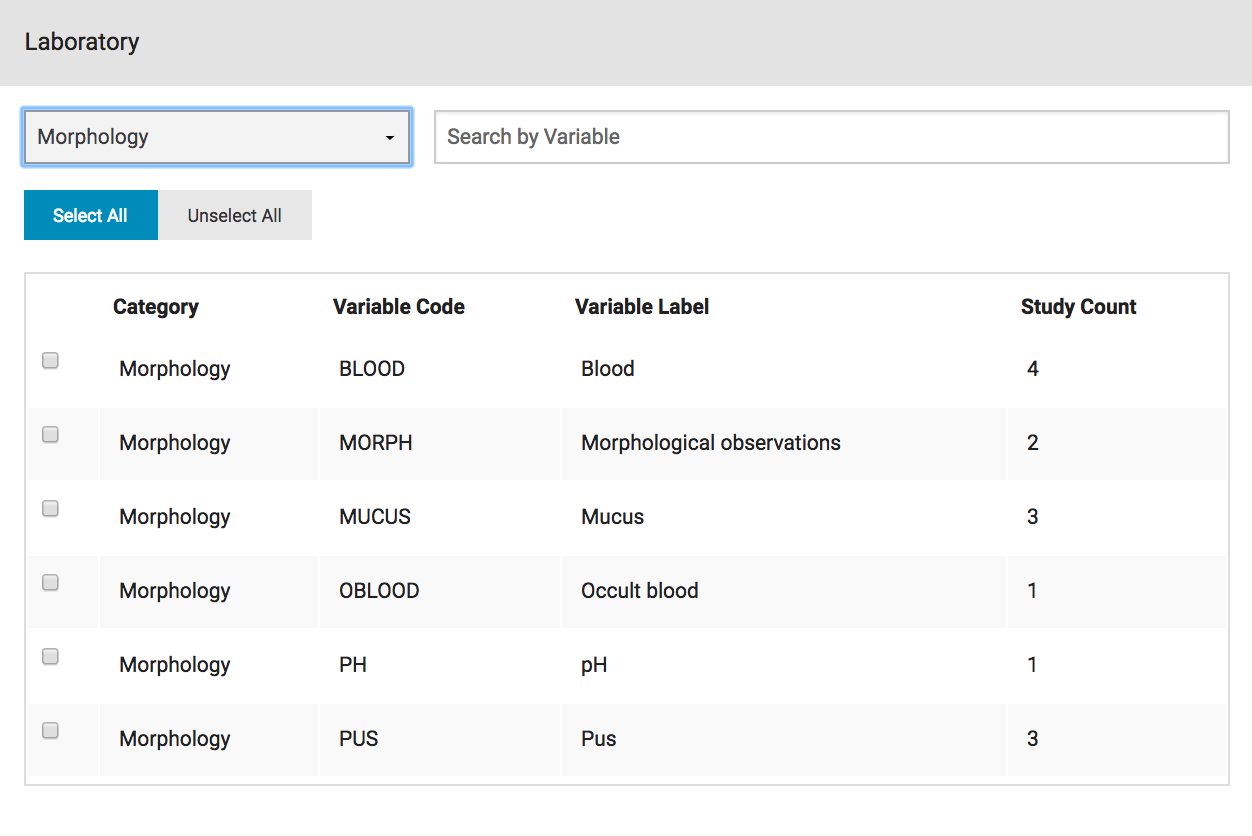 Laboratory
Morphology Search by Variable
Select All Unselect All
Category Variable Code Variable Label Study Count
Morphology BLOOD Blood 4
Morphology MORPH Morphological observations 2
Morphology MUCUS Mucus 3
Morphology OBLOOD Occult blood 1
Morphology PH pH 1
Morphology PUS Pus 3